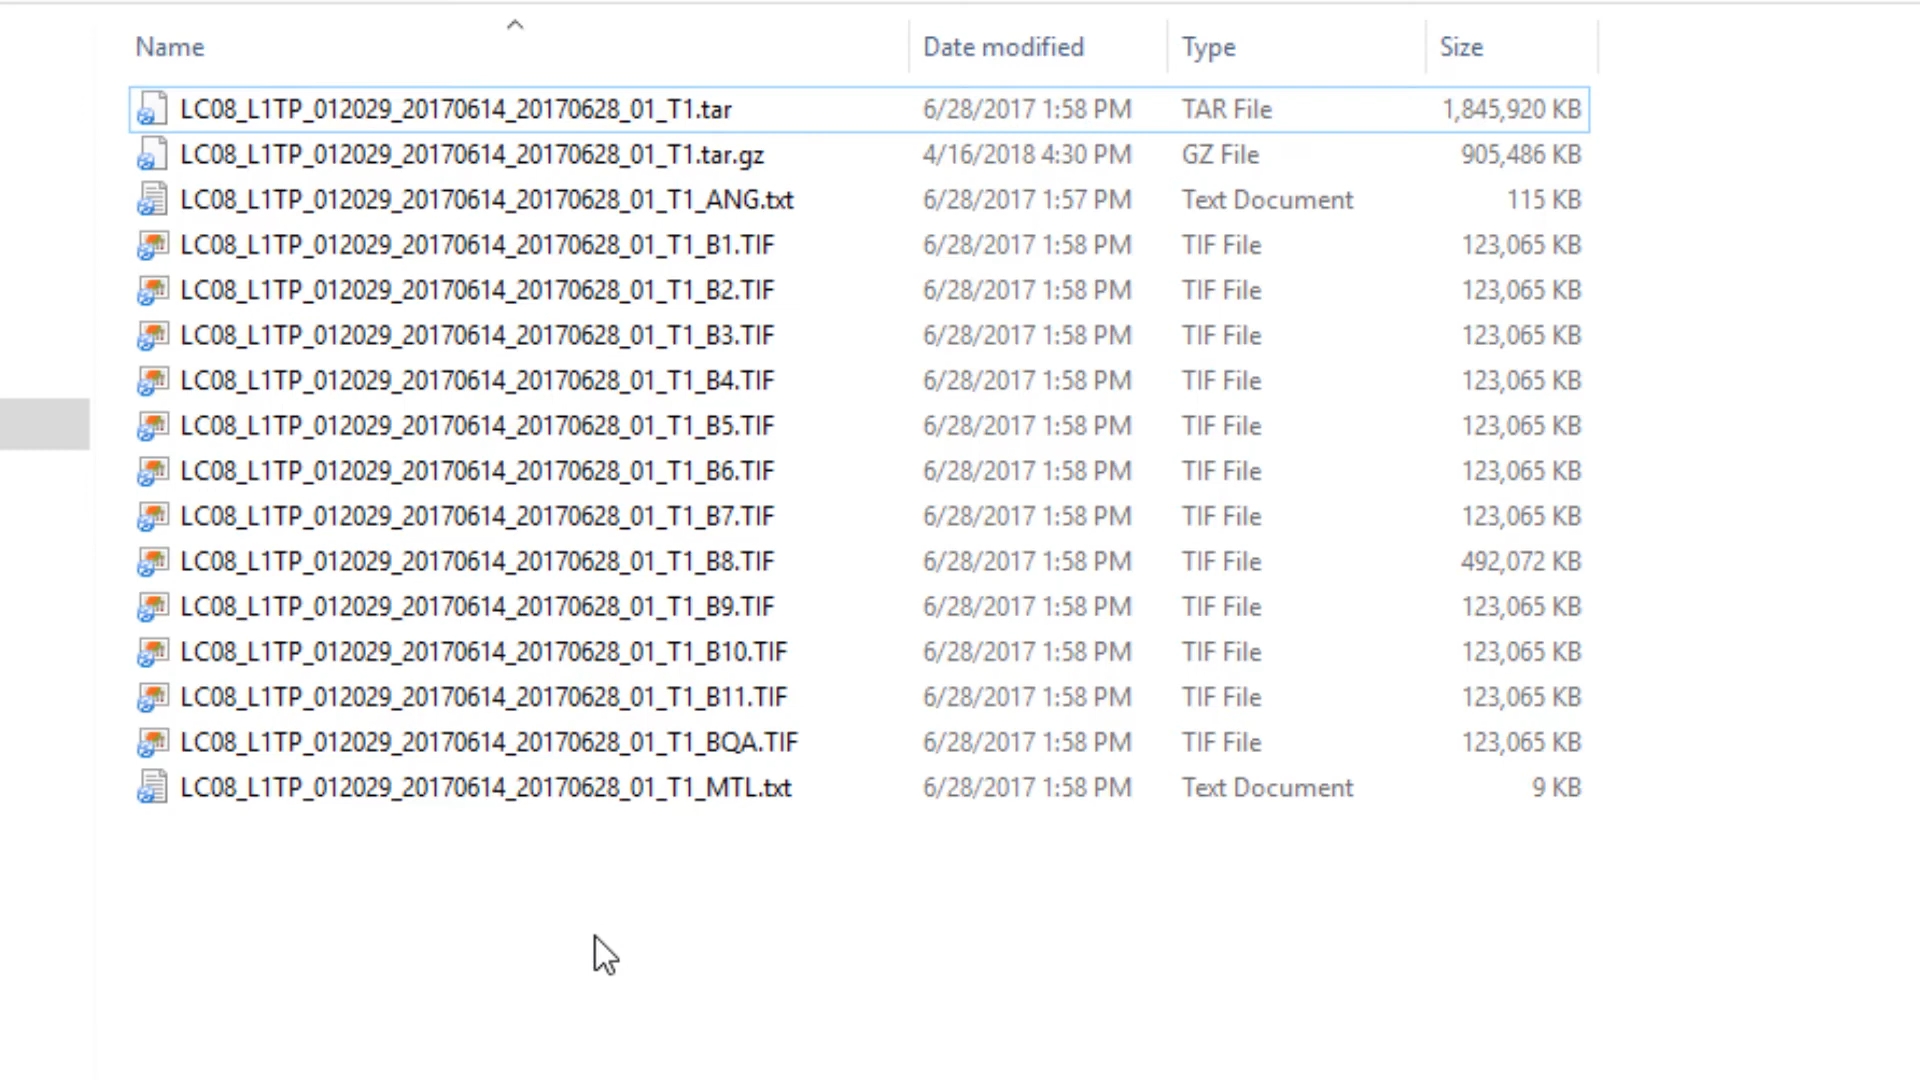 Name Date modified Type Size
LC08_L1TP_012029_20170614_20170628_01_T1.tar 6/28/2017 1:58 PM TAR File 1,845,920 KB
LC08_L1TP_012029_20170614_20170628_01_T1.tar.gz 4/16/2018 4:30 PM GZ File 905,486 KB
LC08_L1TP_012029_20170614_20170628_01_T1_ANG.txt 6/28/2017 1:57 PM Text Document 115 KB
LC08_L1TP_012029_20170614_20170628_01_T1_B1.TIF 6/28/2017 1:58 PM TIF File 123,065 KB
LC08_L1TP_012029_20170614_20170628_01_T1_B2.TIF 6/28/2017 1:58 PM TIF File 123,065 KB
LC08_L1TP_012029_20170614_20170628_01_T1_B3.TIF 6/28/2017 1:58 PM TIF File 123,065 KB
LC08_L1TP_012029_20170614_20170628_01_T1_B4.TIF 6/28/2017 1:58 PM TIF File 123,065 KB
LC08_L1TP_012029_20170614_20170628_01_T1_B5.TIF 6/28/2017 1:58 PM TIF File 123,065 KB
LC08_L1TP_012029_20170614_20170628_01_T1_B6.TIF 6/28/2017 1:58 PM TIF File 123,065 KB
LC08_L1TP_012029_20170614_20170628_01_T1_B7.TIF 6/28/2017 1:58 PM TIF File 123,065 KB
LC08_L1TP_012029_20170614_20170628_01_T1_B8.TIF 6/28/2017 1:58 PM TIF File 492,072 KB
LC08_L1TP_012029_20170614_20170628_01_T1_B9.TIF 6/28/2017 1:58 PM TIF File 123,065 KB
LC08_L1TP_012029_20170614_20170628_01_T1_B10.TIF 6/28/2017 1:58 PM TIF File 123,065 KB
LC08_L1TP_012029_20170614_20170628_01_T1_B11.TIF 6/28/2017 1:58 PM TIF File 123,065 KB
LC08_L1TP_012029_20170614_20170628_01_T1_BQA.TIF 6/28/2017 1:58 PM TIF File 123,065 KB
LC08_L1TP_012029_20170614_20170628_01_T1_MTL.txt 6/28/2017 1:58 PM Text Document 9 KB